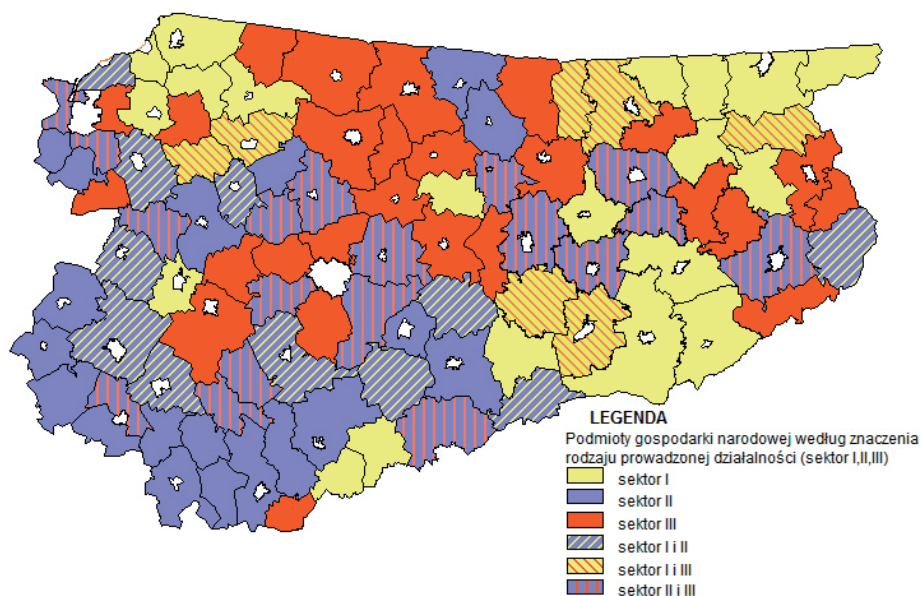 LEGENDA
Podmioty gospodarki narodowej według znaczenia
rodzaju prowadzonej działalności (sektor I,II,III)
sektor I
sektor II
sektor III
sektor I i II
sektor I i III
sektor II i III